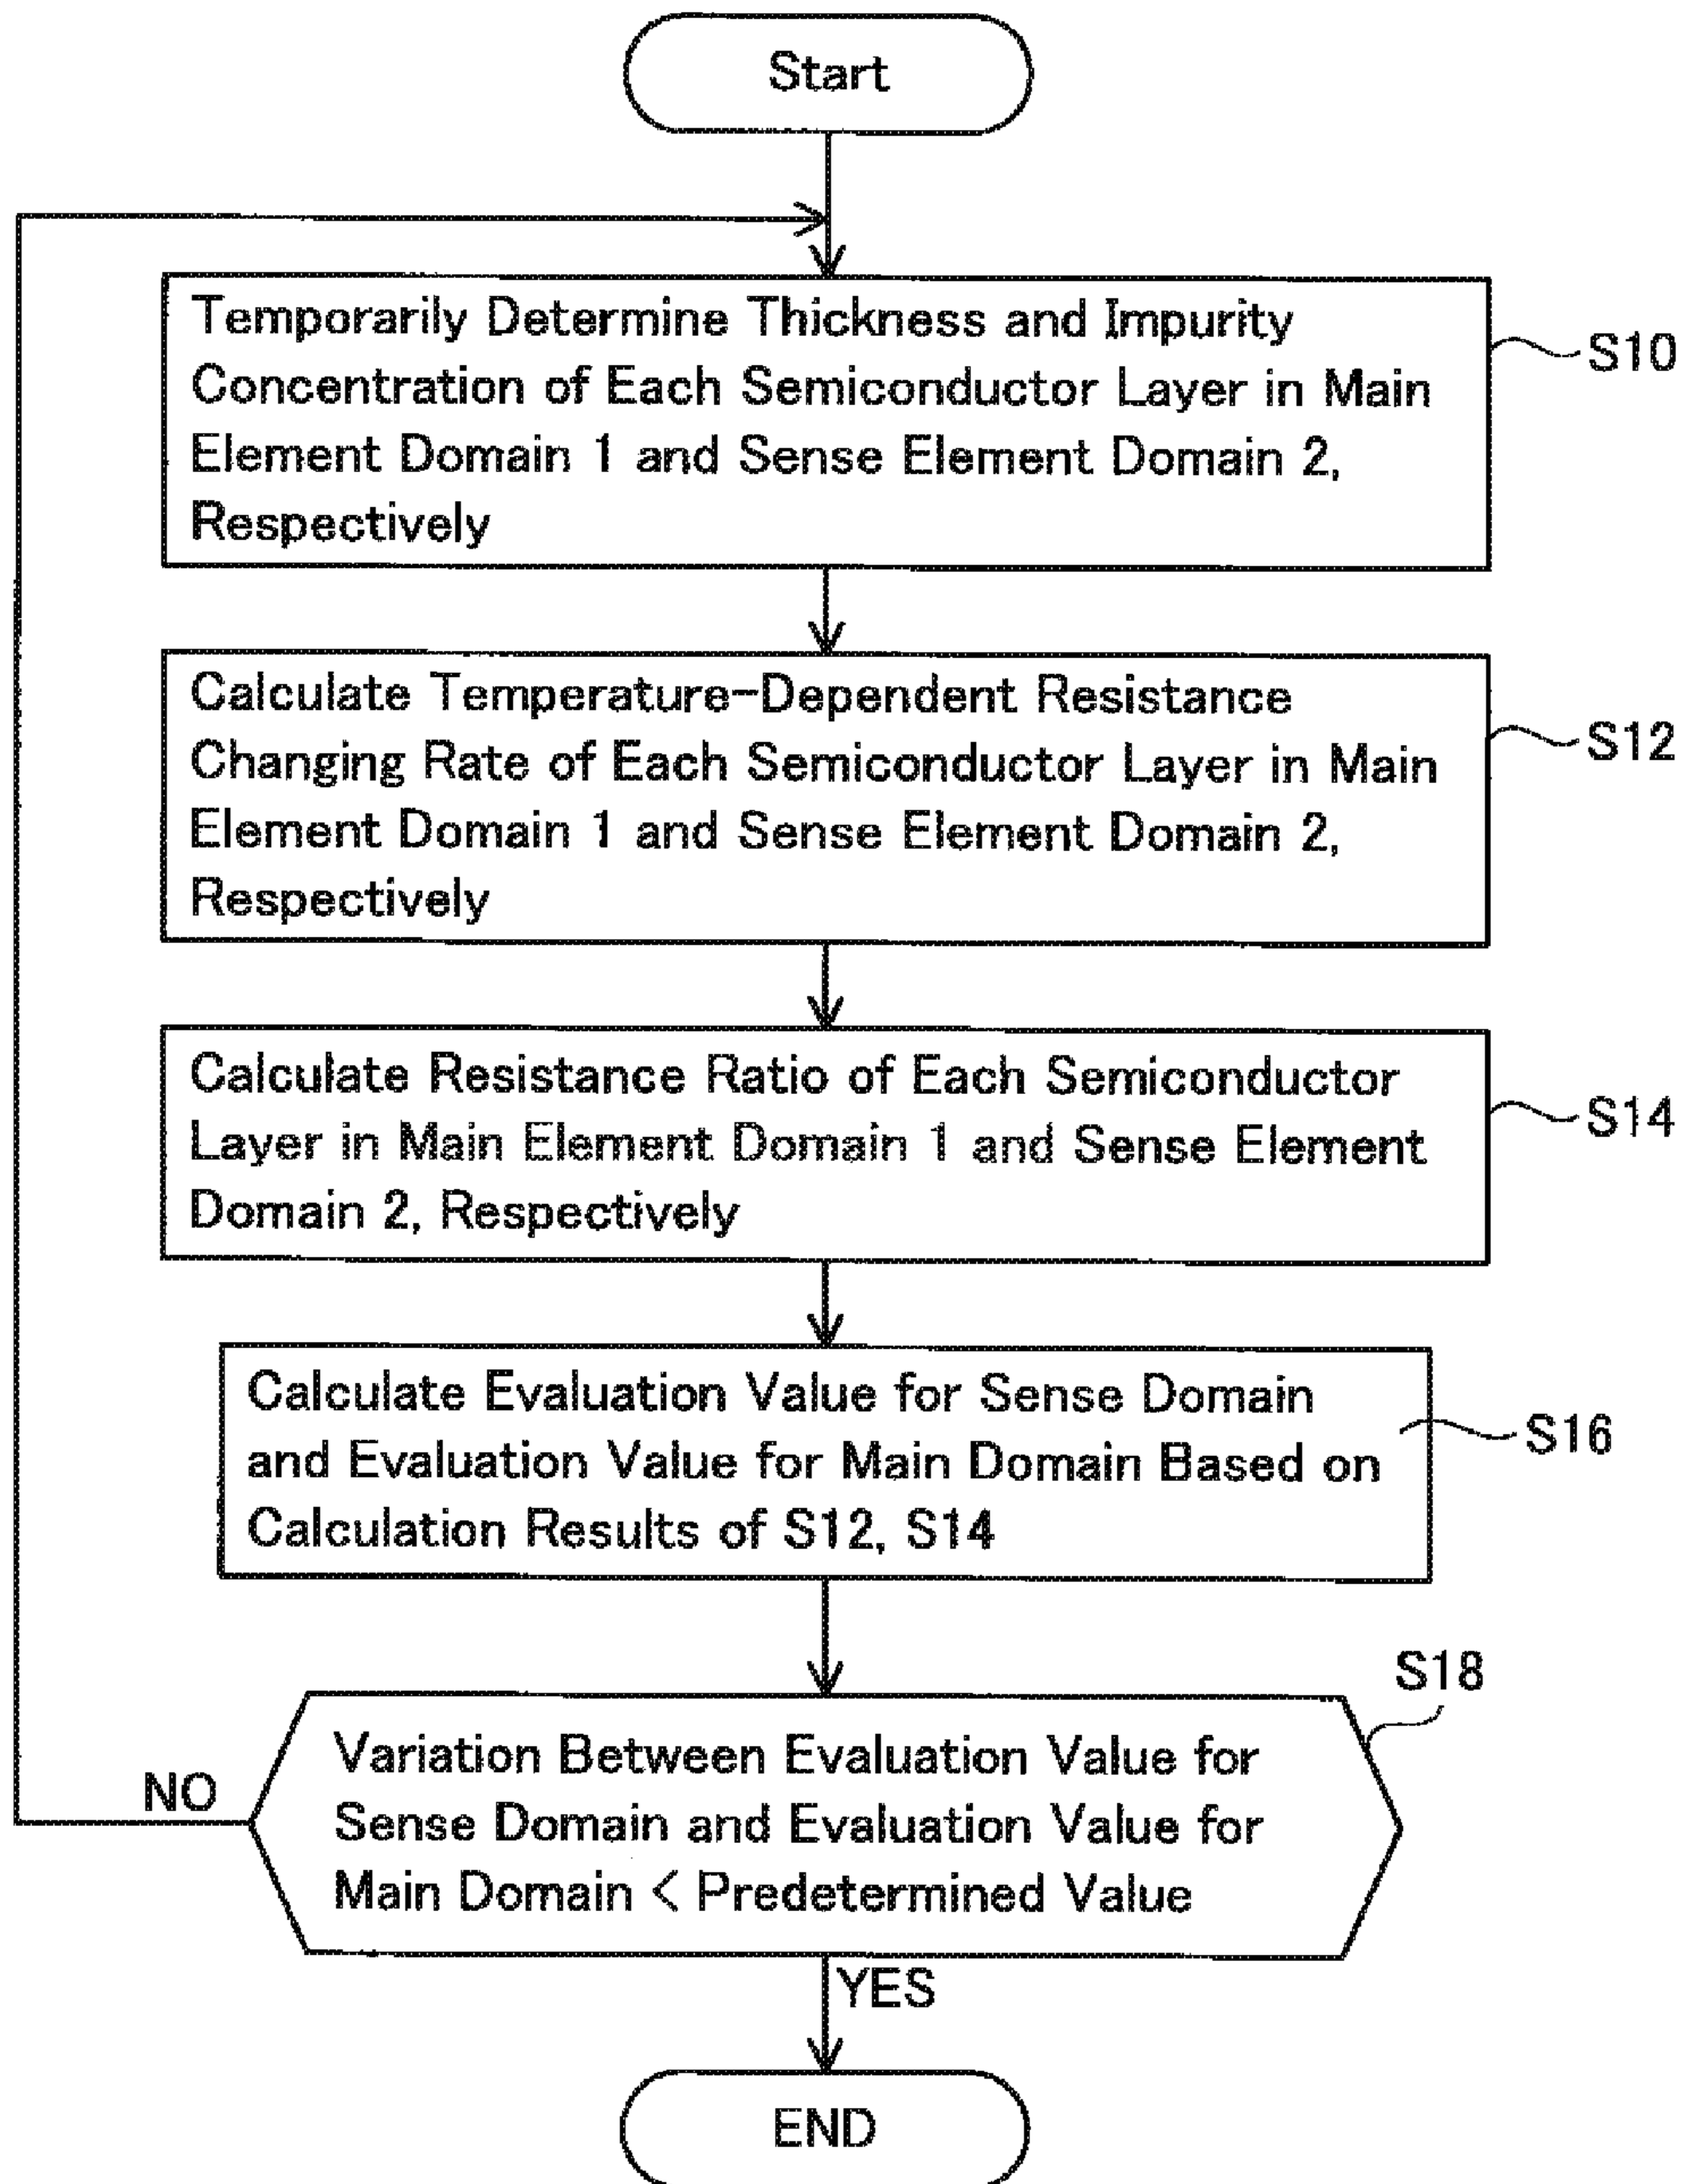 Start
Temporarily Determine Thickness and Impurity
Concentration of Each Semiconductor Layer in Main
Element Domain 1 and Sense Element Domain 2,
Respectively
S10
Calculate Temperature-Dependent Resistance
Changing Rate of Each Semiconductor Layer in Main
Element Domain 1 and Sense Element Domain 2,
Respectively
S12
Calculate Resistance Ratio of Each Semiconductor
Layer in Main Element Domain 1 and Sense Element
Domain 2, Respectively
S14
Calculate Evaluation Value for Sense Domain
and Evaluation Value for Main Domain Based on
Calculation Results of S12, S14
S16
S18
Variation Between Evaluation Value for
Sense Domain and Evaluation Value for
Main Domain < Predetermined Value
NO
YES
END